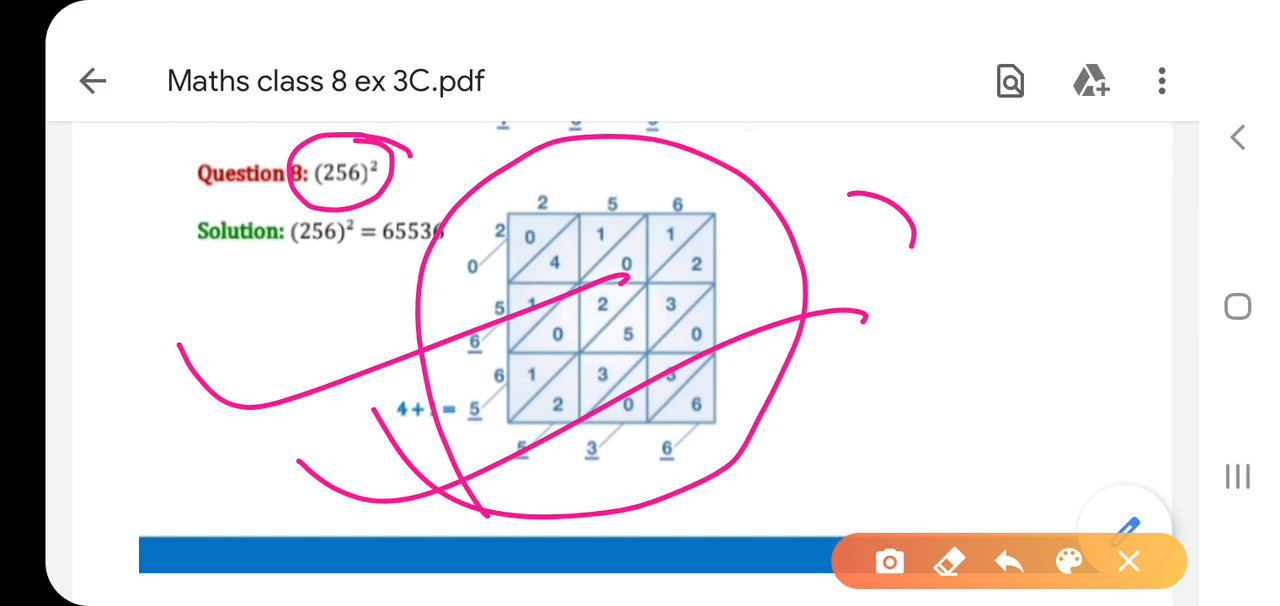 Maths class 8 ex 3C.pdf
Question 8: (256)²
Solution: (256)² = 65536
2 5 6
2 0 1 1
0 4 0 2
5 1 2 3
6 0 5 0
6 1 3 3
4 + = 5 2 0 6
5 3 6